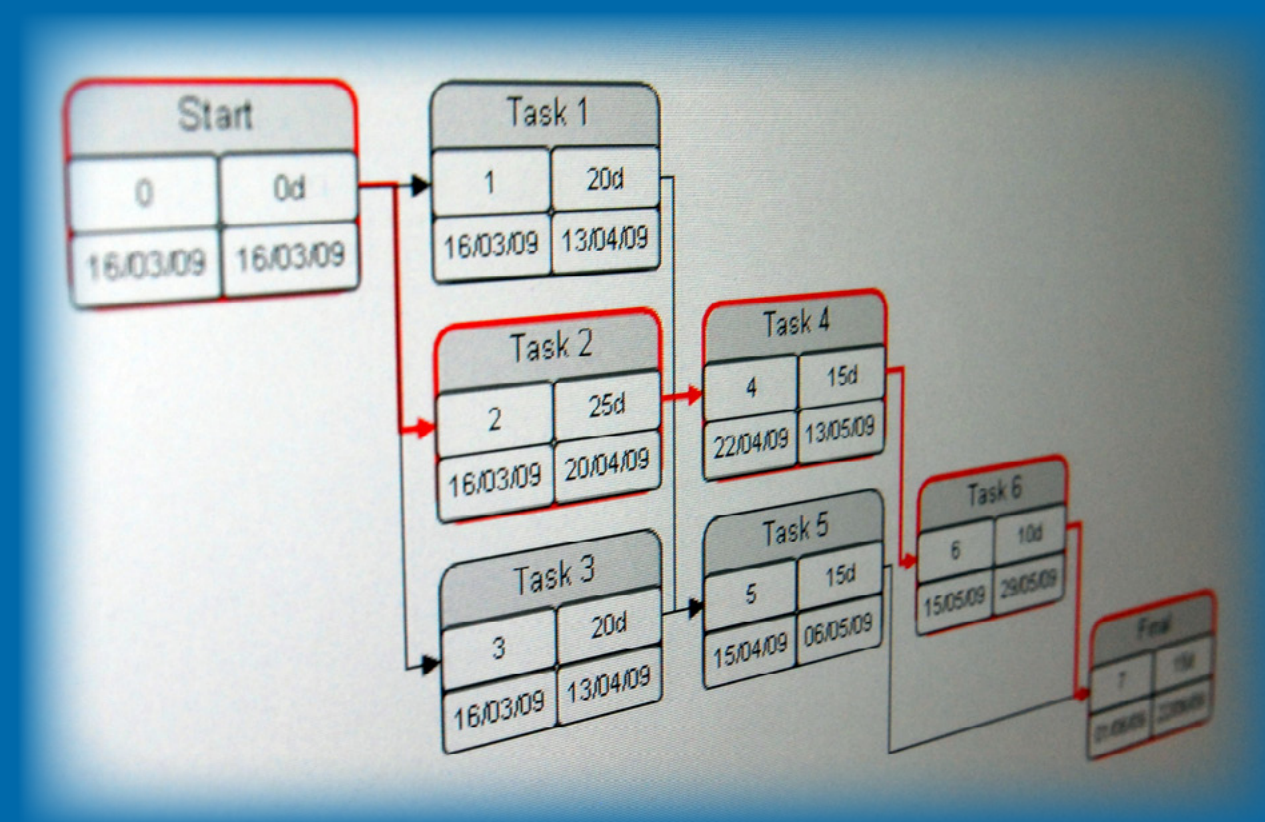 Start
0 0d
16/03/09 16/03/09
Task 1
1 20d
16/03/09 13/04/09
Task 2
2 25d
16/03/09 20/04/09
Task 3
3 20d
16/03/09 13/04/09
Task 4
4 15d
22/04/09 13/05/09
Task 5
5 15d
15/04/09 06/05/09
Task 6
6 10d
15/05/09 29/05/09
Final
7
01/06/09